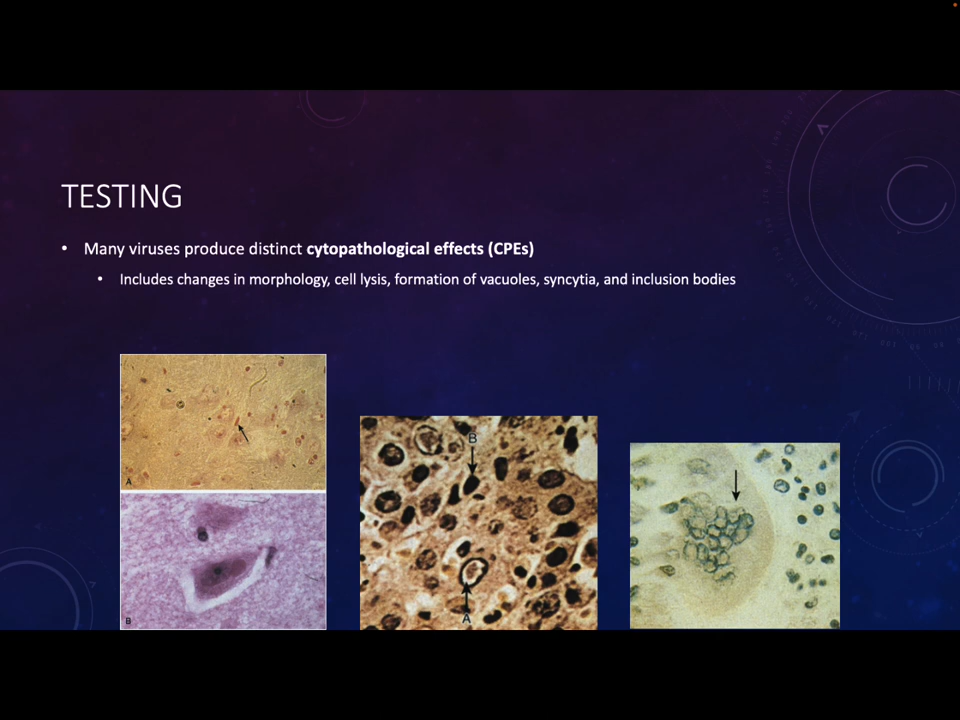 TESTING
• Many viruses produce distinct cytopathological effects (CPEs)
• Includes changes in morphology, cell lysis, formation of vacuoles, syncytia, and inclusion bodies
A
B
B
A